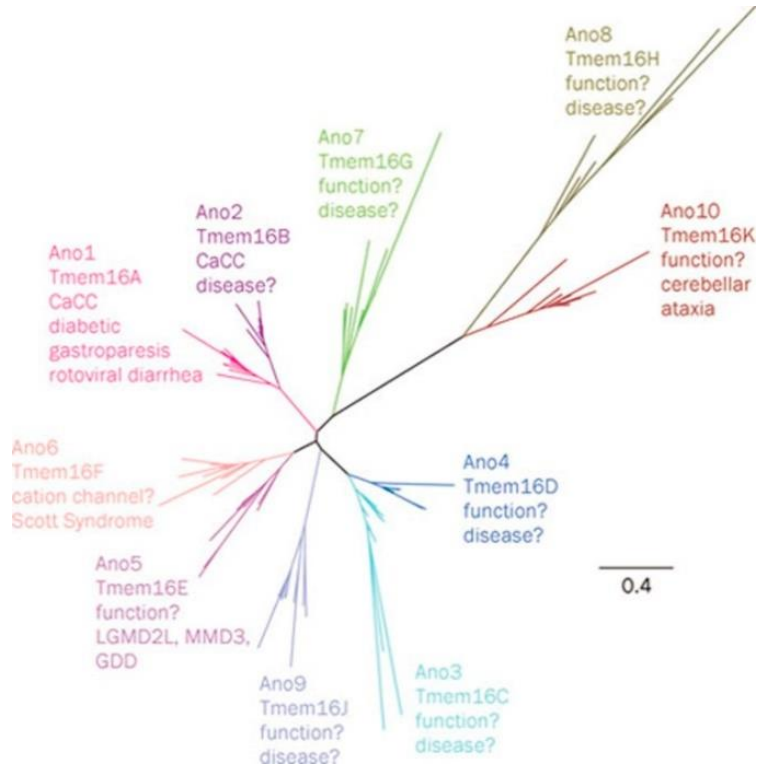 Ano8
Tmem16H
function?
disease?
Ano7
Tmem16G
function?
disease?
Ano2
Tmem16B
CaCC
disease?
Ano10
Tmem16K
function?
cerebellar
ataxia
Ano1
Tmem16A
CaCC
diabetic
gastroparesis
rotoviral diarrhea
Ano6
Tmem16F
cation channel?
Scott Syndrome
Ano4
Tmem16D
function?
disease?
Ano5
Tmem16E
function?
LGMD2L, MMD3,
GDD
0.4
Ano9
Tmem16J
function?
disease?
Ano3
Tmem16C
function?
disease?